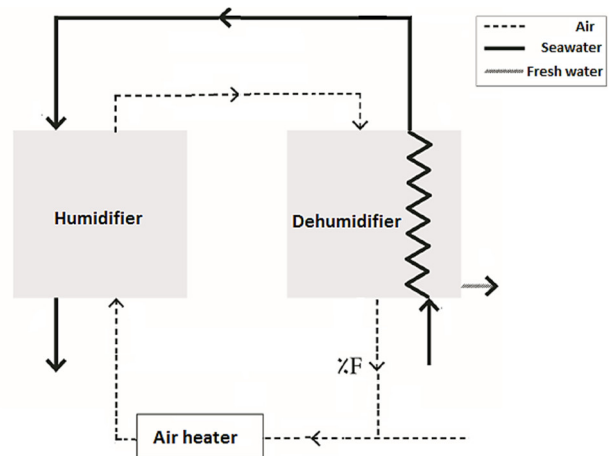 Air
Seawater
Fresh water
Humidifier
Dehumidifier
٪F
Air heater